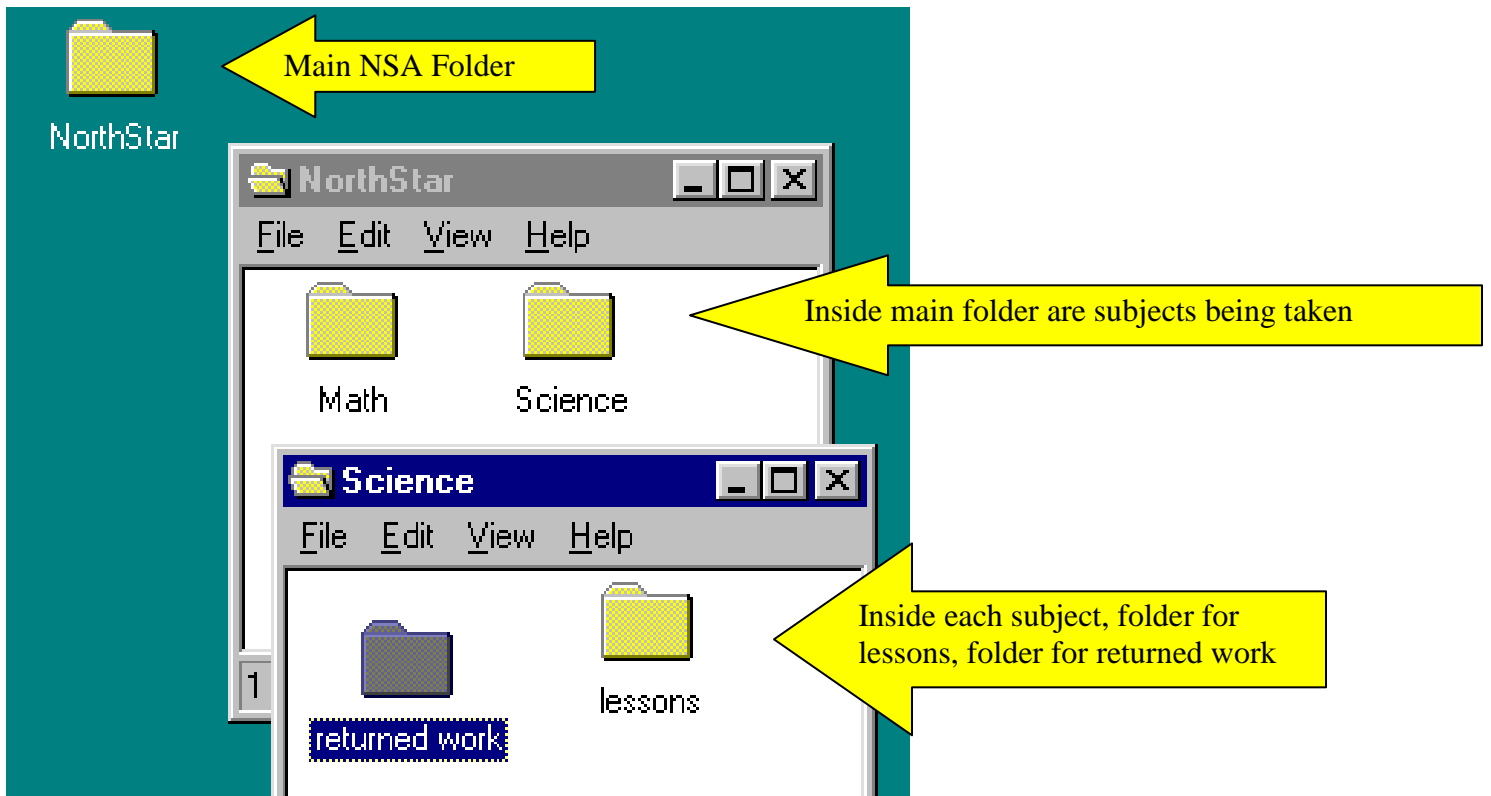 Main NSA Folder
NorthStar
NorthStar
File Edit View Help
Inside main folder are subjects being taken
Math Science
Science
File Edit View Help
Inside each subject, folder for
lessons, folder for returned work
1
lessons
returned work